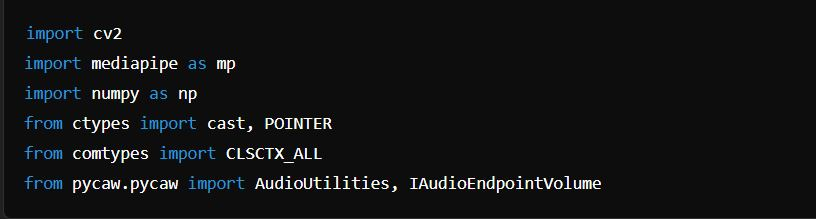 import cv2
import mediapipe as mp
import numpy as np
from ctypes import cast, POINTER
from comtypes import CLSCTX_ALL
from pycaw.pycaw import AudioUtilities, IAudioEndpointVolume